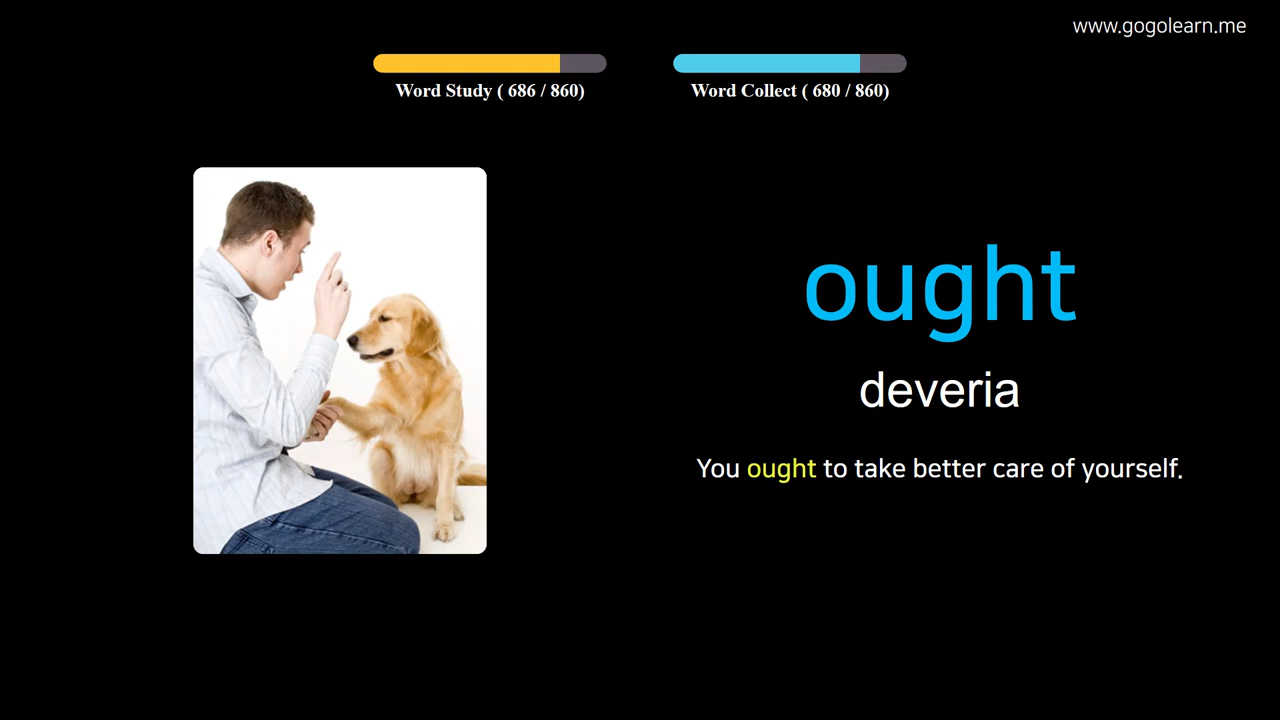 www.gogolearn.me
Word Study ( 686 / 860)
Word Collect ( 680 / 860)
ought
deveria
You ought to take better care of yourself.